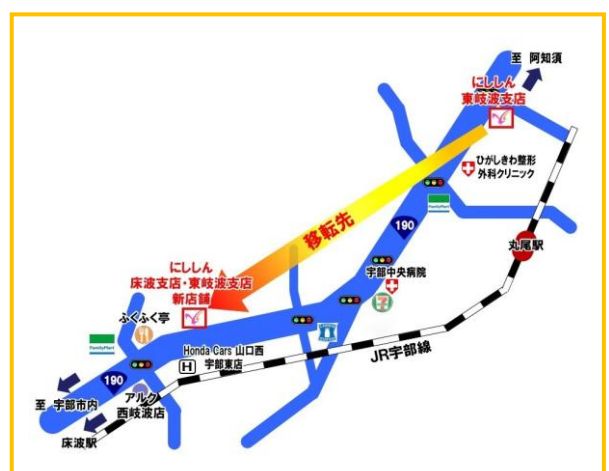 至 阿知須
にししん
東岐波支店
ひがしきわ整形
外科クリニック
FamilyMart
190
移転先
丸尾駅
宇部中央病院
にししん
床波支店・東岐波支店
新店舗
ふくふく亭
FamilyMart
Honda Cars 山口西
宇部東店
H
JR宇部線
190
至 宇部市内
アルク
西岐波店
床波駅